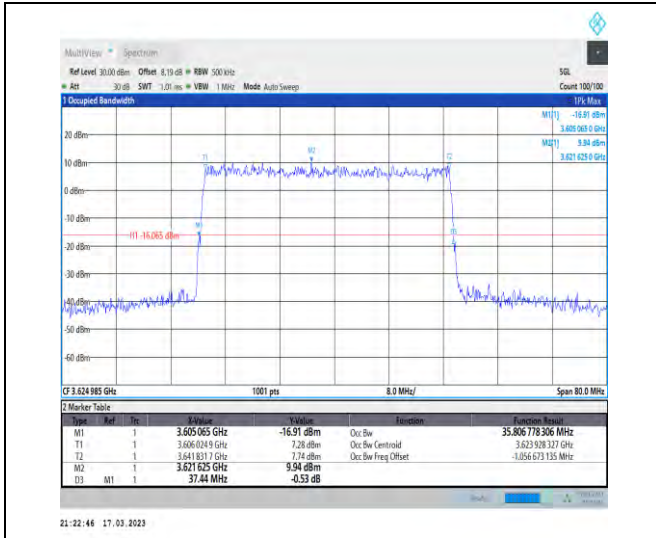 MultiView Spectrum
Ref Level 30.00 dBm Offset 8.19 dB RBW 500 kHz SGL
Att 30 dB SWT 1.01 ms VBW 1 MHz Mode Auto Sweep Count 100/100
1 Occupied Bandwidth 1Pk Max
M1[1] -16.91 dBm
3.605 065 0 GHz
M2[1] 9.94 dBm
3.621 625 0 GHz
20 dBm
10 dBm
0 dBm
-10 dBm
H1 -16.065 dBm
-20 dBm
-30 dBm
-40 dBm
-50 dBm
-60 dBm
T1 M2 T2
M1
CF 3.624 985 GHz 1001 pts 8.0 MHz/ Span 80.0 MHz
2 Marker Table
Type Ref Trc X-Value Y-Value Function Function Result
M1 1 3.605 065 GHz -16.91 dBm Occ Bw 35.806 778 306 MHz
T1 1 3.606 024 9 GHz 7.28 dBm Occ Bw Centroid 3.623 928 327 GHz
T2 1 3.641 831 7 GHz 7.74 dBm Occ Bw Freq Offset -1.056 673 135 MHz
M2 1 3.621 625 GHz 9.94 dBm
D3 M1 1 37.44 MHz -0.53 dB
21:22:46 17.03.2023